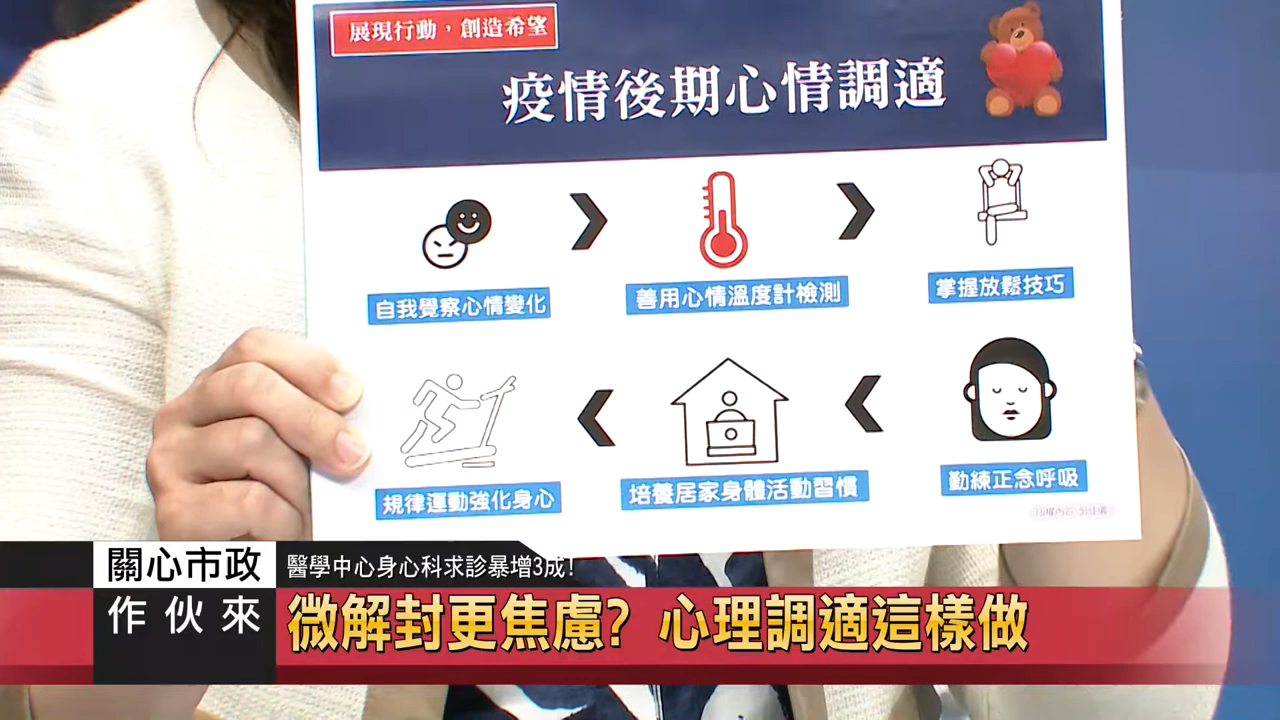 展現行動，創造希望
疫情後期心情調適
自我覺察心情變化
善用心情溫度計檢測
掌握放鬆技巧
勤練正念呼吸
培養居家身體活動習慣
規律運動強化身心
關心市政
作伙來
醫學中心身心科求診暴增3成!
微解封更焦慮? 心理調適這樣做